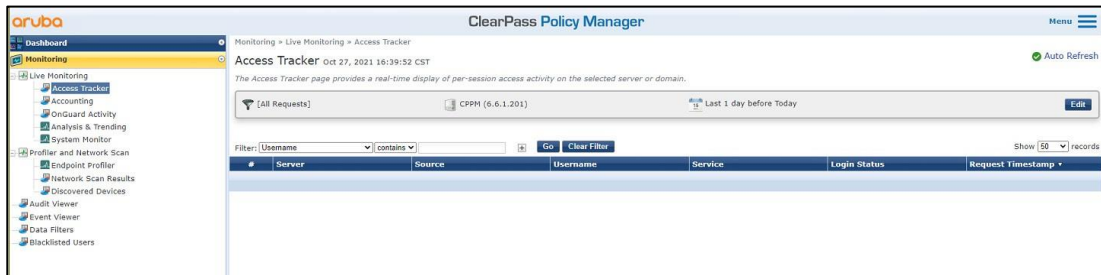 aruba
ClearPass Policy Manager
Menu
Dashboard
Monitoring
Live Monitoring
Access Tracker
Accounting
OnGuard Activity
Analysis & Trending
System Monitor
Profiler and Network Scan
Endpoint Profiler
Network Scan Results
Discovered Devices
Audit Viewer
Event Viewer
Data Filters
Blacklisted Users
Monitoring » Live Monitoring » Access Tracker
Access Tracker Oct 27, 2021 16:39:52 CST
Auto Refresh
The Access Tracker page provides a real-time display of per-session access activity on the selected server or domain.
[All Requests] CPPM (6.6.1.201) Last 1 day before Today Edit
Filter: Username contains + Go Clear Filter Show 50 records
# Server Source Username Service Login Status Request Timestamp